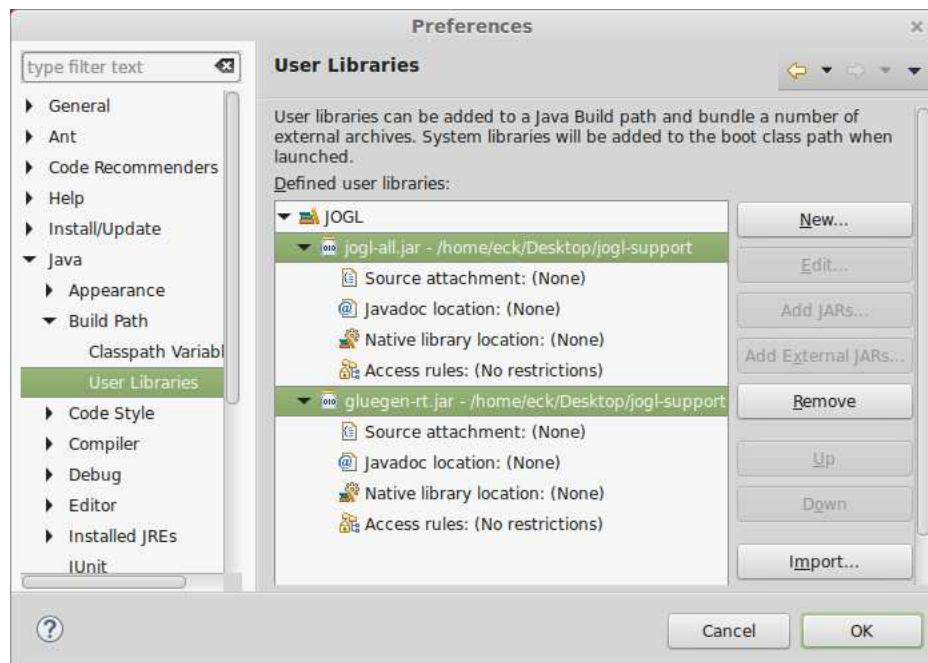 Preferences
type filter text
General
Ant
Code Recommenders
Help
Install/Update
Java
Appearance
Build Path
Classpath Variabl
User Libraries
Code Style
Compiler
Debug
Editor
Installed JREs
JUnit
User Libraries
User libraries can be added to a Java Build path and bundle a number of
external archives. System libraries will be added to the boot class path when
launched.
Defined user libraries:
JOGL
jogl-all.jar - /home/eck/Desktop/jogl-support
Source attachment: (None)
Javadoc location: (None)
Native library location: (None)
Access rules: (No restrictions)
gluegen-rt.jar - /home/eck/Desktop/jogl-support
Source attachment: (None)
Javadoc location: (None)
Native library location: (None)
Access rules: (No restrictions)
New...
Edit...
Add JARs...
Add External JARs...
Remove
Up
Down
Import...
Cancel
OK